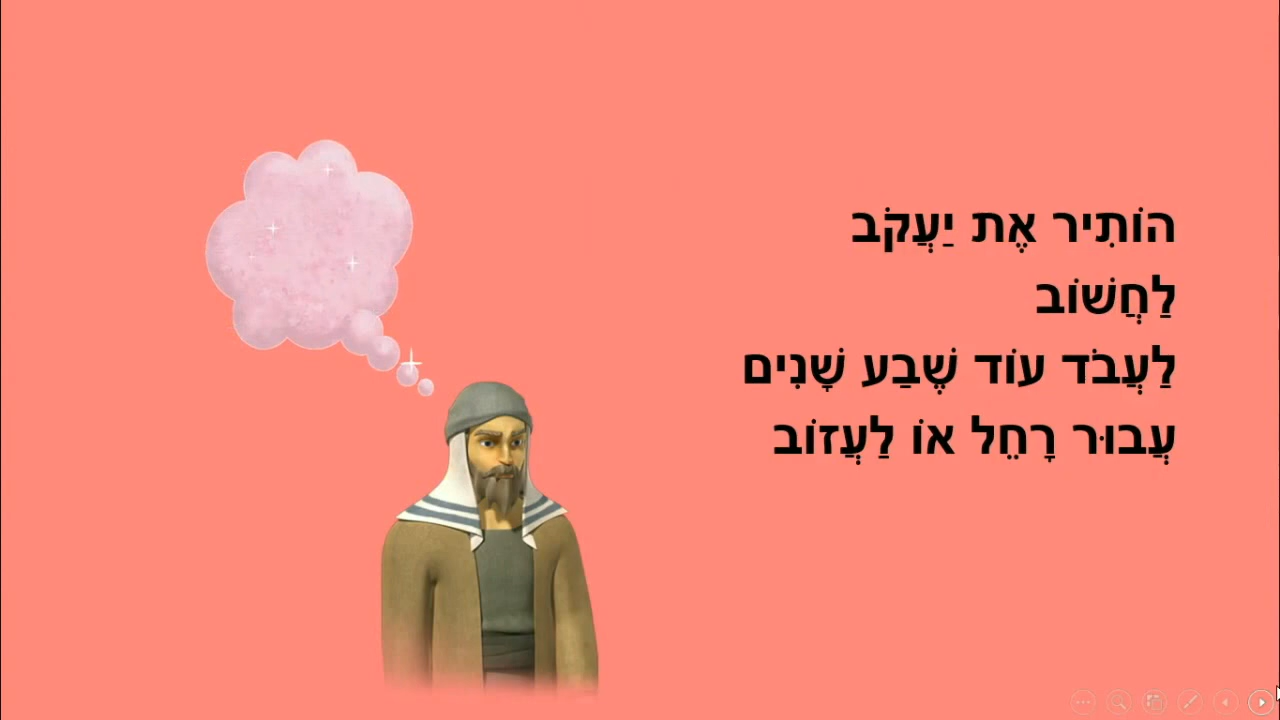 הוֹתִיר אֶת יַעֲקֹב
לַחֲשׁוֹב
לַעֲבֹד עוֹד שֶׁבַע שָׁנִים
עֲבוּר רָחֵל אוֹ לַעֲזוֹב